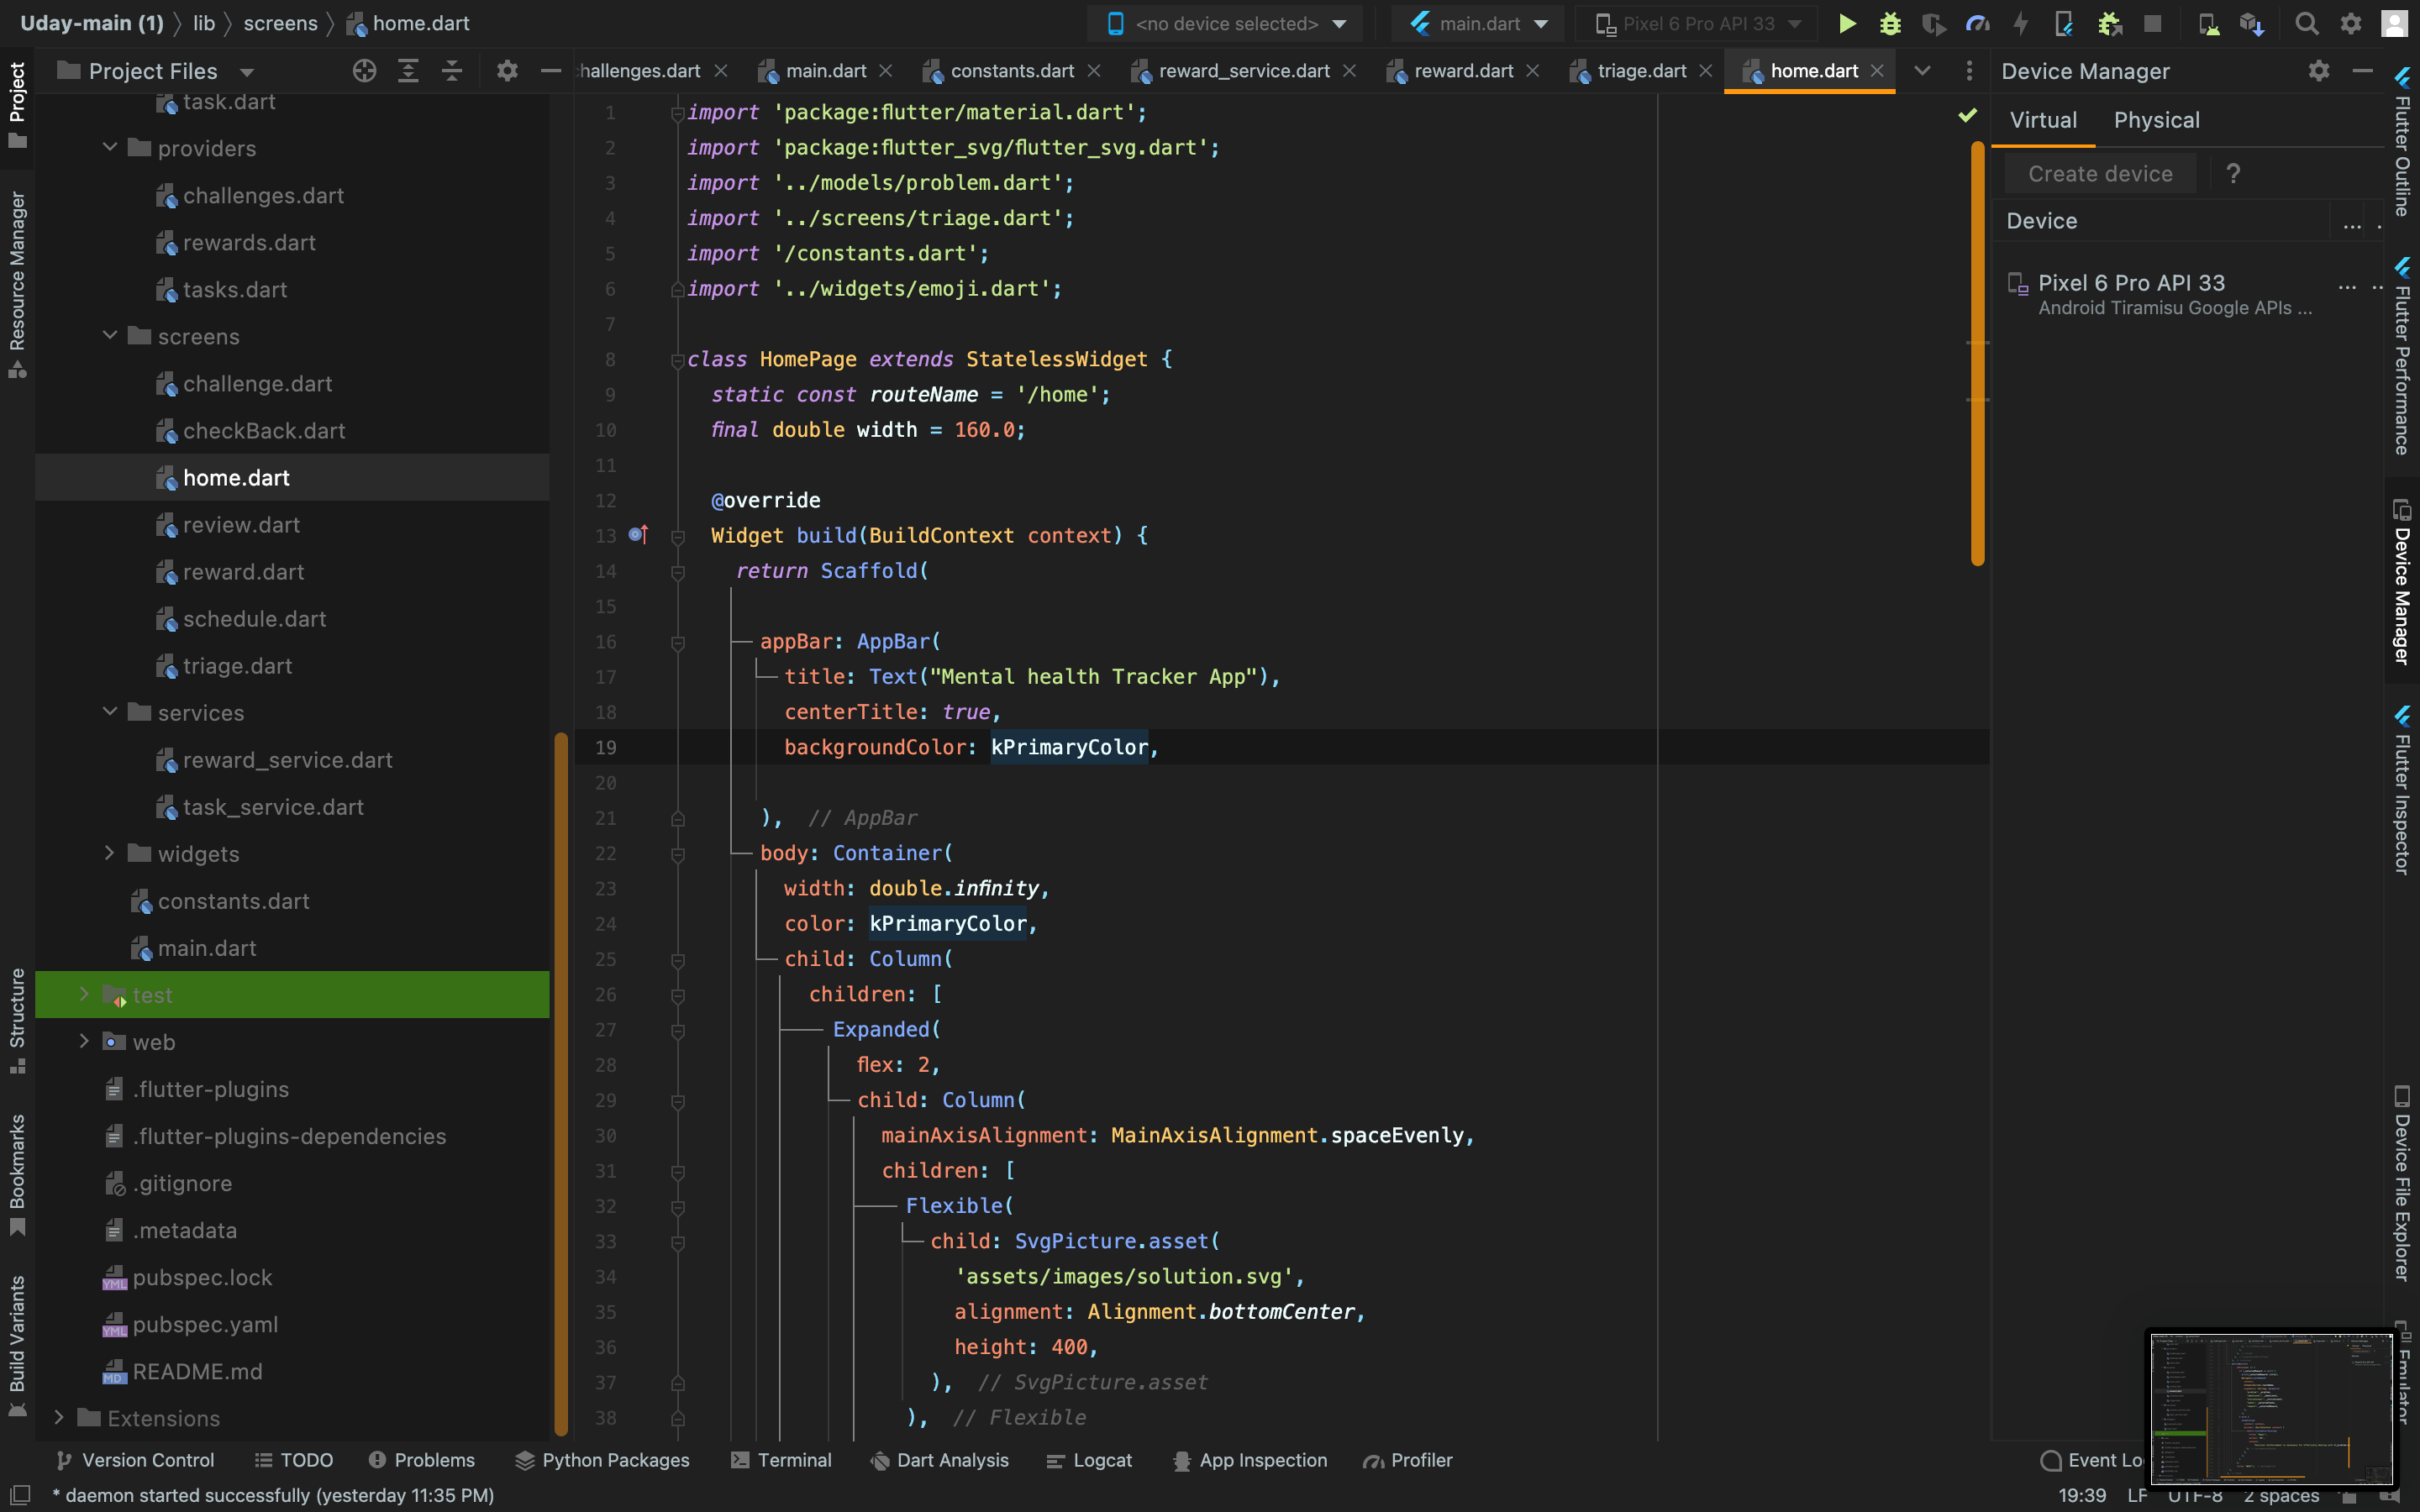 Uday-main (1) 〉 lib 〉 screens 〉 home.dart
<no device selected>
main.dart
Pixel 6 Pro API 33
Project Files
hallenges.dart
main.dart
constants.dart
reward_service.dart
reward.dart
triage.dart
home.dart
Device Manager
Project
Resource Manager
Structure
Bookmarks
Build Variants
task.dart
providers
challenges.dart
rewards.dart
tasks.dart
screens
challenge.dart
checkBack.dart
home.dart
review.dart
reward.dart
schedule.dart
triage.dart
services
reward_service.dart
task_service.dart
widgets
constants.dart
main.dart
test
web
.flutter-plugins
.flutter-plugins-dependencies
.gitignore
.metadata
YML pubspec.lock
YML pubspec.yaml
MD README.md
Extensions
1 import 'package:flutter/material.dart';
2 import 'package:flutter_svg/flutter_svg.dart';
3 import '../models/problem.dart';
4 import '../screens/triage.dart';
5 import '/constants.dart';
6 import '../widgets/emoji.dart';
7
8 class HomePage extends StatelessWidget {
9 static const routeName = '/home';
10 final double width = 160.0;
11
12 @override
13 Widget build(BuildContext context) {
14 return Scaffold(
15
16 appBar: AppBar(
17 title: Text("Mental health Tracker App"),
18 centerTitle: true,
19 backgroundColor: kPrimaryColor,
20
21 ), // AppBar
22 body: Container(
23 width: double.infinity,
24 color: kPrimaryColor,
25 child: Column(
26 children: [
27 Expanded(
28 flex: 2,
29 child: Column(
30 mainAxisAlignment: MainAxisAlignment.spaceEvenly,
31 children: [
32 Flexible(
33 child: SvgPicture.asset(
34 'assets/images/solution.svg',
35 alignment: Alignment.bottomCenter,
36 height: 400,
37 ), // SvgPicture.asset
38 ), // Flexible
Virtual Physical
Create device ?
Device ... .
Pixel 6 Pro API 33 ... ..
Android Tiramisu Google APIs ...
Flutter Outline
Flutter Performance
Device Manager
Flutter Inspector
Device File Explorer
Emulator
Version Control TODO Problems Python Packages Terminal Dart Analysis Logcat App Inspection Profiler
Event Lo
* daemon started successfully (yesterday 11:35 PM)
19:39 LF UTF-8 2 spaces